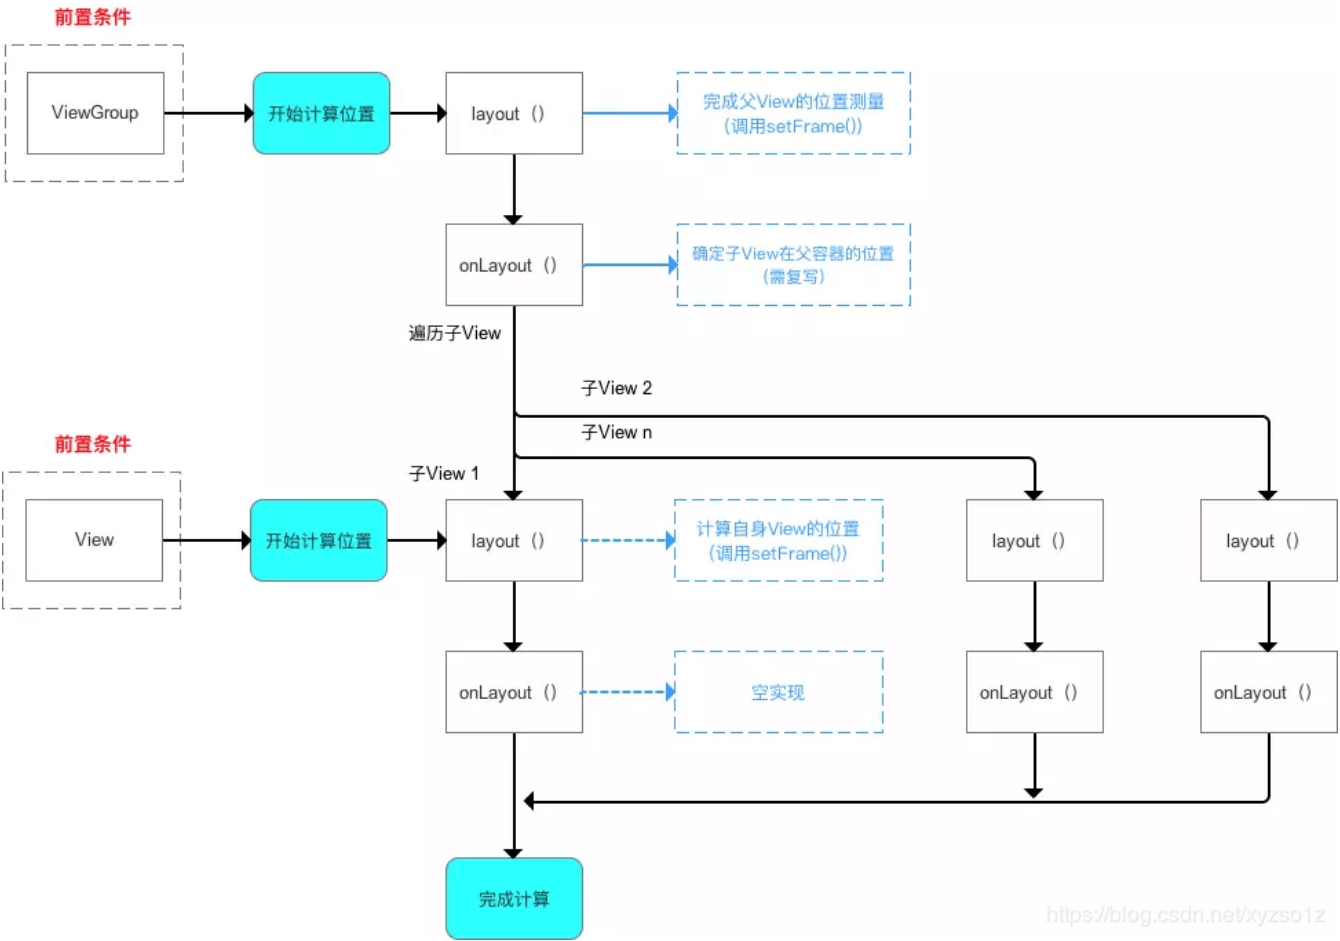 前置条件
ViewGroup
开始计算位置
layout（）
完成父View的位置测量
（调用setFrame()）
onLayout（）
确定子View在父容器的位置
（需复写）
遍历子View
子View 2
子View n
子View 1
前置条件
View
开始计算位置
layout（）
计算自身View的位置
（调用setFrame()）
layout（）
layout（）
onLayout（）
空实现
onLayout（）
onLayout（）
完成计算
https://blog.csdn.net/xyzso1z